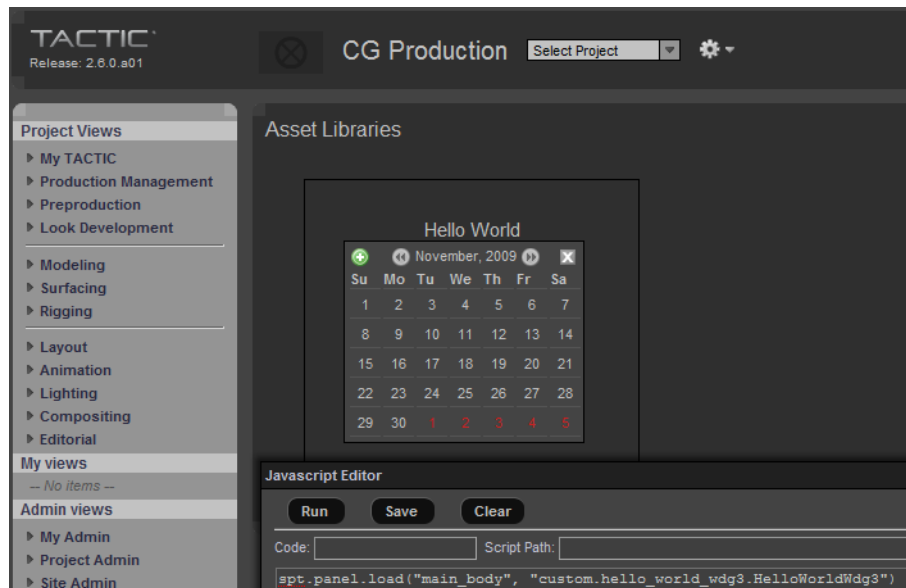 TACTIC
Release: 2.6.0.a01
CG Production
Select Project
Project Views
My TACTIC
Production Management
Preproduction
Look Development
Modeling
Surfacing
Rigging
Layout
Animation
Lighting
Compositing
Editorial
My views
-- No items --
Admin views
My Admin
Project Admin
Site Admin
Asset Libraries
Hello World
November, 2009
Su Mo Tu We Th Fr Sa
1 2 3 4 5 6 7
8 9 10 11 12 13 14
15 16 17 18 19 20 21
22 23 24 25 26 27 28
29 30 1 2 3 4 5
Javascript Editor
Run Save Clear
Code: Script Path:
spt.panel.load("main_body", "custom.hello_world_wdg3.HelloWorldWdg3")